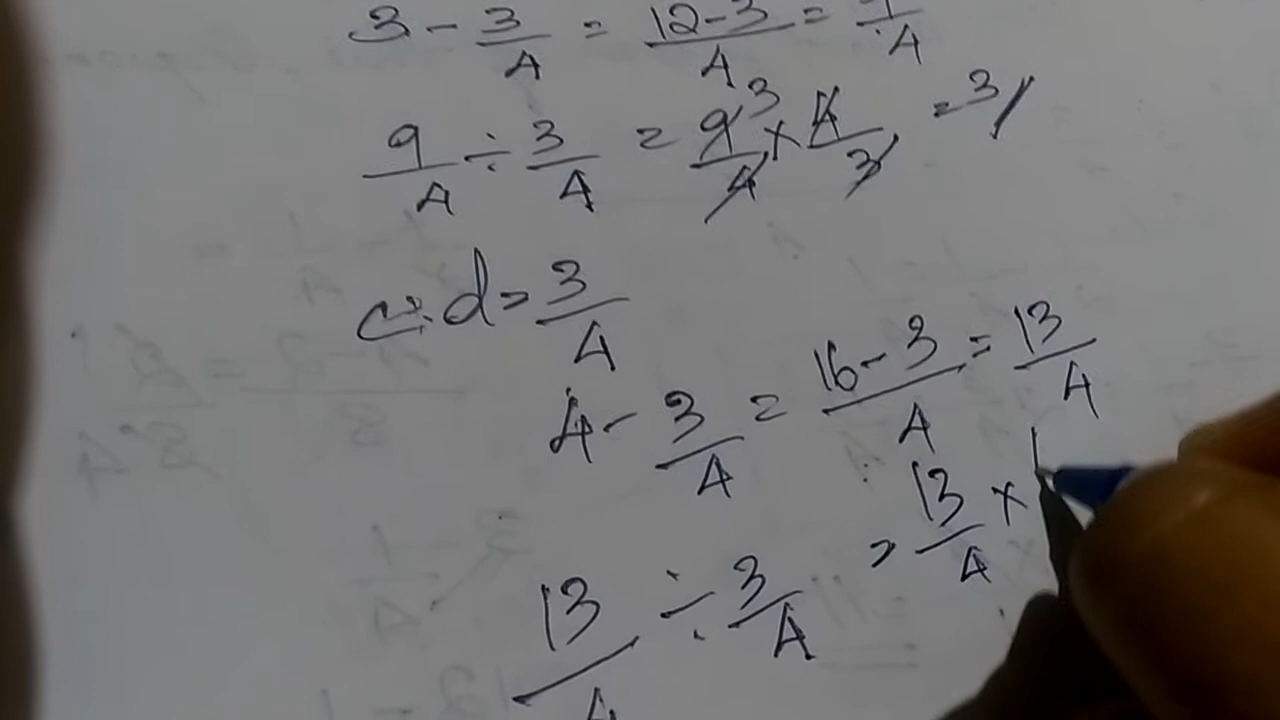 3 - 3/4 = 12-3/4 = 9/4
9/4 ÷ 3/4 = 9/4 3 × 4/3 = 3//
d = 3/4
4 - 3/4 = 16-3/4 = 13/4
13/4 ÷ 3/4 = 13/4 ×